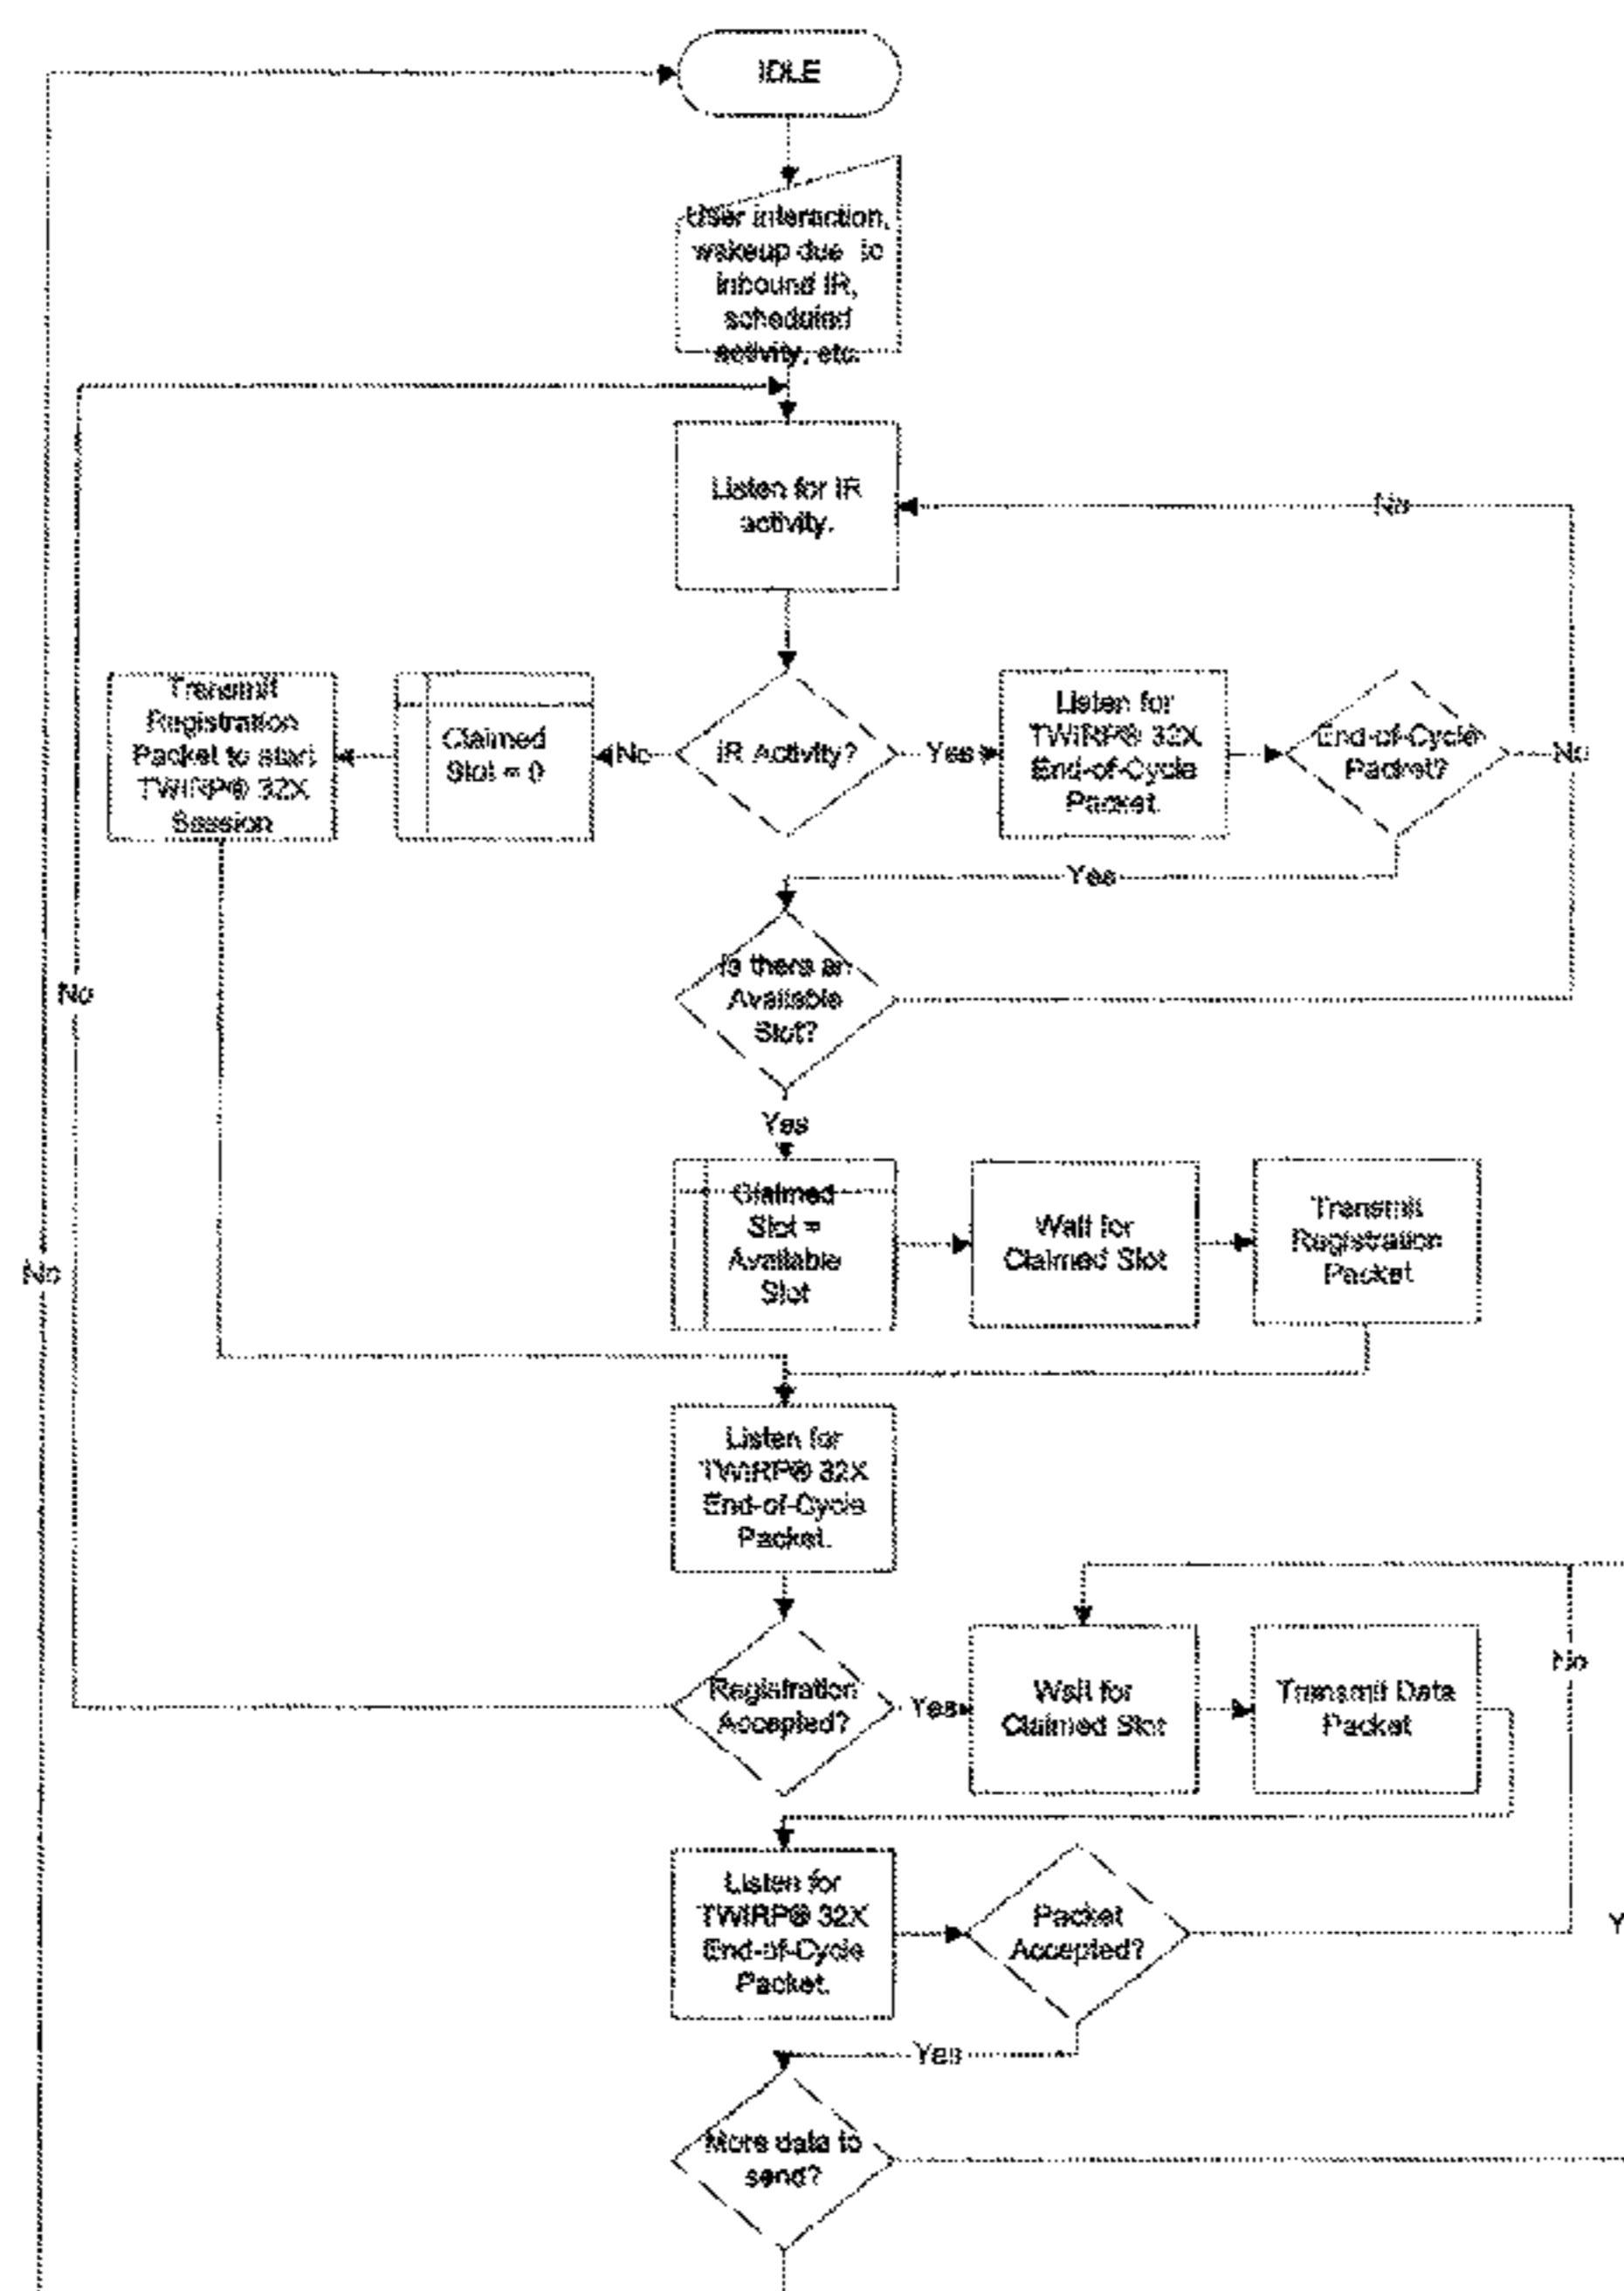 IDLE
User interaction,
wakeup due to
inbound IR,
scheduled
activity, etc.
Listen for IR
activity.
No
Transmit
Registration
Packet to start
TWIRP® 32X
Session
Claimed
Slot = 0
No
IR Activity?
Yes
Listen for
TWIRP® 32X
End-of-Cycle
Packet.
End-of-Cycle
Packet?
No
Yes
Is there an
Available
Slot?
No
Yes
Claimed
Slot =
Available
Slot
Wait for
Claimed Slot
Transmit
Registration
Packet
No
Listen for
TWIRP® 32X
End-of-Cycle
Packet.
Registration
Accepted?
Yes
Wait for
Claimed Slot
Transmit Data
Packet
No
Listen for
TWIRP® 32X
End-of-Cycle
Packet.
Packet
Accepted?
Y
Yes
More data to
send?